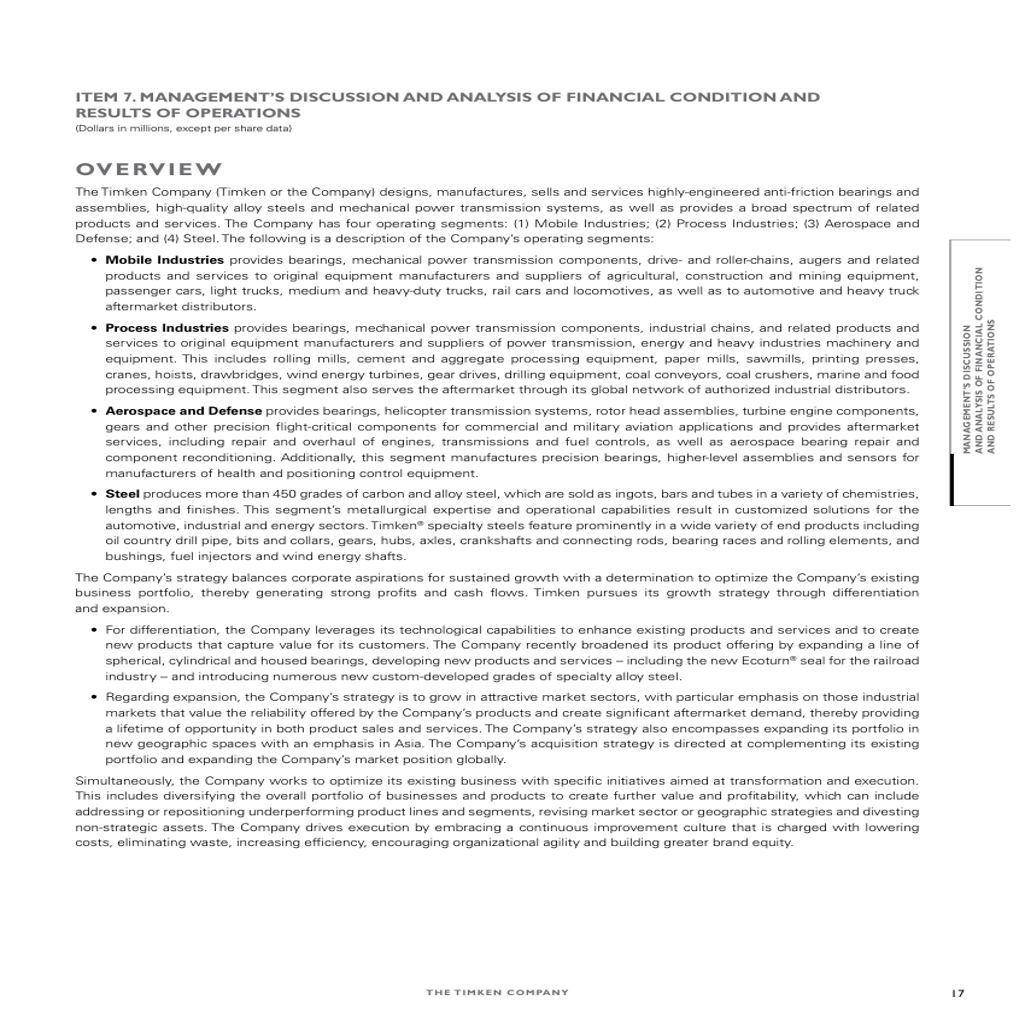 ITEM 7. MANAGEMENT'S DISCUSSION AND ANALYSIS OF FINANCIAL CONDITION AND
RESULTS OF OPERATIONS
(Dollars in millions, except per share data)
OVERVIEW
The Timken Company (Timken or the Company) designs, manufactures, sells and services highly-engineered anti-friction bearings and
assemblies, high-quality alloy steels and mechanical power transmission systems, as well as provides a broad spectrum of related
products and services. The Company has four operating segments: (1) Mobile Industries; (2) Process Industries; (3) Aerospace and
Defense; and (4) Steel. The following is a description of the Company's operating segments:
• Mobile Industries provides bearings, mechanical power transmission components, drive- and roller-chains, augers and related
products and services to original equipment manufacturers and suppliers of agricultural, construction and mining equipment,
passenger cars, light trucks, medium and heavy-duty trucks, rail cars and locomotives, as well as to automotive and heavy truck
aftermarket distributors.
• Process Industries provides bearings, mechanical power transmission components, industrial chains, and related products and
services to original equipment manufacturers and suppliers of power transmission, energy and heavy industries machinery and
equipment. This includes rolling mills, cement and aggregate processing equipment, paper mills, sawmills, printing presses,
cranes, hoists, drawbridges, wind energy turbines, gear drives, drilling equipment, coal conveyors, coal crushers, marine and food
processing equipment. This segment also serves the aftermarket through its global network of authorized industrial distributors.
• Aerospace and Defense provides bearings, helicopter transmission systems, rotor head assemblies, turbine engine components,
gears and other precision flight-critical components for commercial and military aviation applications and provides aftermarket
services, including repair and overhaul of engines, transmissions and fuel controls, as well as aerospace bearing repair and
component reconditioning. Additionally, this segment manufactures precision bearings, higher-level assemblies and sensors for
manufacturers of health and positioning control equipment.
• Steel produces more than 450 grades of carbon and alloy steel, which are sold as ingots, bars and tubes in a variety of chemistries,
lengths and finishes. This segment's metallurgical expertise and operational capabilities result in customized solutions for the
automotive, industrial and energy sectors. Timken® specialty steels feature prominently in a wide variety of end products including
oil country drill pipe, bits and collars, gears, hubs, axles, crankshafts and connecting rods, bearing races and rolling elements, and
bushings, fuel injectors and wind energy shafts.
The Company's strategy balances corporate aspirations for sustained growth with a determination to optimize the Company's existing
business portfolio, thereby generating strong profits and cash flows. Timken pursues its growth strategy through differentiation
and expansion.
• For differentiation, the Company leverages its technological capabilities to enhance existing products and services and to create
new products that capture value for its customers. The Company recently broadened its product offering by expanding a line of
spherical, cylindrical and housed bearings, developing new products and services – including the new Ecoturn® seal for the railroad
industry – and introducing numerous new custom-developed grades of specialty alloy steel.
• Regarding expansion, the Company's strategy is to grow in attractive market sectors, with particular emphasis on those industrial
markets that value the reliability offered by the Company's products and create significant aftermarket demand, thereby providing
a lifetime of opportunity in both product sales and services. The Company's strategy also encompasses expanding its portfolio in
new geographic spaces with an emphasis in Asia. The Company's acquisition strategy is directed at complementing its existing
portfolio and expanding the Company's market position globally.
Simultaneously, the Company works to optimize its existing business with specific initiatives aimed at transformation and execution.
This includes diversifying the overall portfolio of businesses and products to create further value and profitability, which can include
addressing or repositioning underperforming product lines and segments, revising market sector or geographic strategies and divesting
non-strategic assets. The Company drives execution by embracing a continuous improvement culture that is charged with lowering
costs, eliminating waste, increasing efficiency, encouraging organizational agility and building greater brand equity.
MANAGEMENT'S DISCUSSION
AND ANALYSIS OF FINANCIAL CONDITION
AND RESULTS OF OPERATIONS
THE TIMKEN COMPANY
17